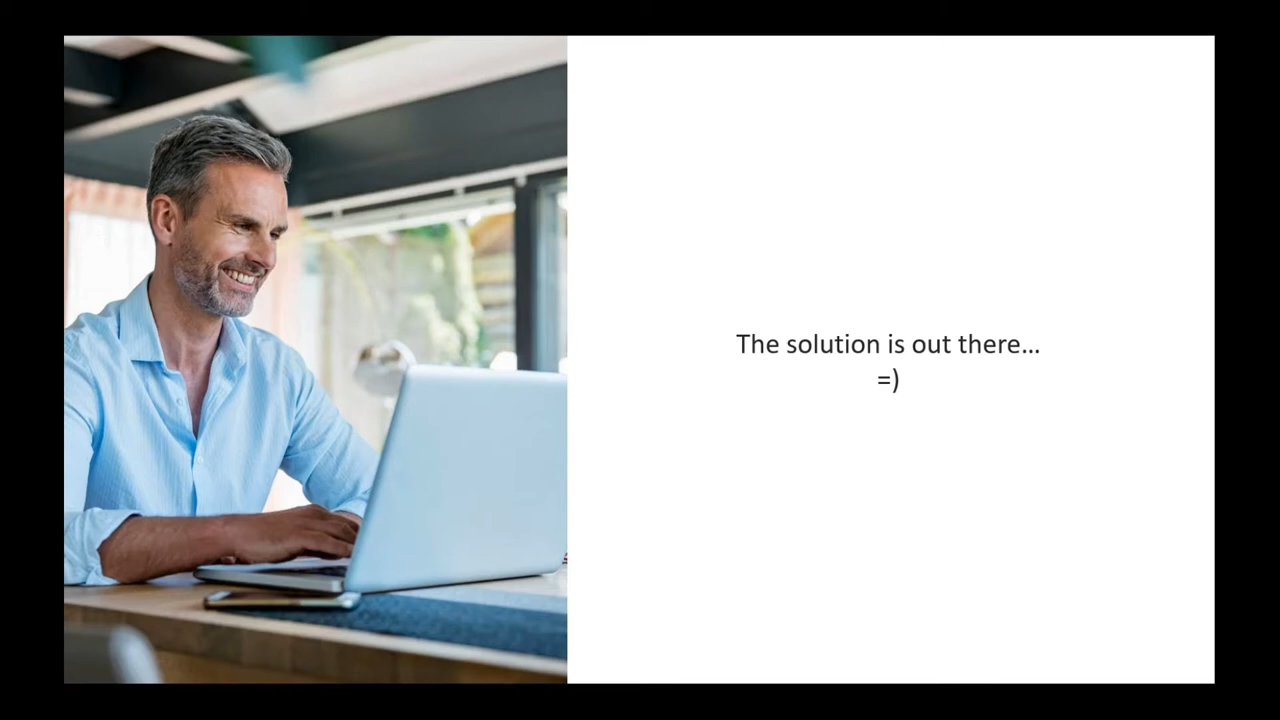 The solution is out there...
=)